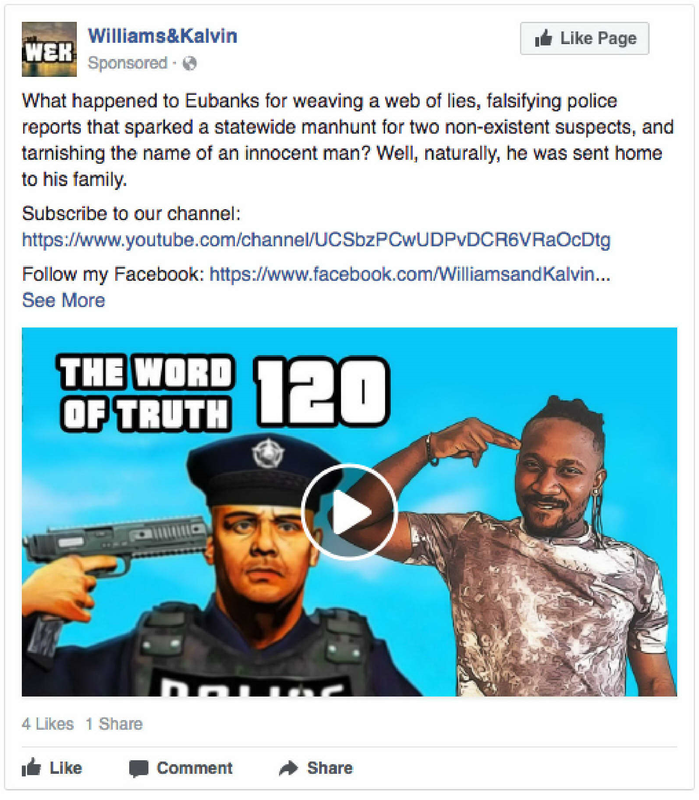 W&K
Williams&Kalvin
Sponsored ·
Like Page
What happened to Eubanks for weaving a web of lies, falsifying police
reports that sparked a statewide manhunt for two non-existent suspects, and
tarnishing the name of an innocent man? Well, naturally, he was sent home
to his family.
Subscribe to our channel:
https://www.youtube.com/channel/UCSbzPCwUDPvDCR6VRaOcDtg
Follow my Facebook: https://www.facebook.com/WilliamsandKalvin...
See More
THE WORD
OF TRUTH
120
POLICE
4 Likes 1 Share
Like Comment Share